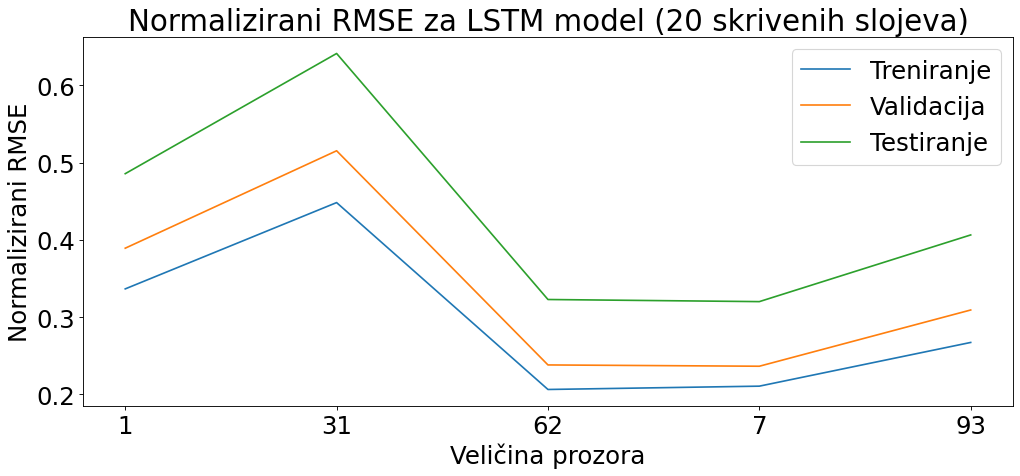 Normalizirani RMSE za LSTM model (20 skrivenih slojeva)
Treniranje
Validacija
Testiranje
Normalizirani RMSE
0.6
0.5
0.4
0.3
0.2
1 31 62 7 93
Veličina prozora